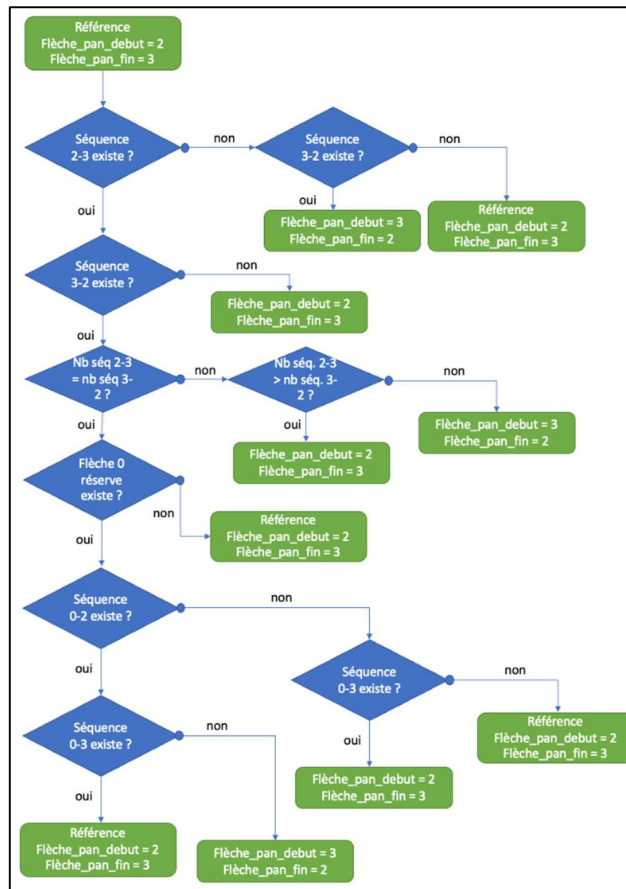 Référence
Flèche_pan_debut = 2
Flèche_pan_fin = 3
Séquence
2-3 existe ?
non
Séquence
3-2 existe ?
non
oui
oui
Flèche_pan_debut = 3
Flèche_pan_fin = 2
Référence
Flèche_pan_debut = 2
Flèche_pan_fin = 3
Séquence
3-2 existe ?
non
Flèche_pan_debut = 2
Flèche_pan_fin = 3
oui
Nb séq 2-3
= nb séq 3-
2 ?
non
Nb séq. 2-3
> nb séq. 3-
2 ?
non
Flèche_pan_debut = 3
Flèche_pan_fin = 2
oui
oui
Flèche_pan_debut = 2
Flèche_pan_fin = 3
Flèche 0
réserve
existe ?
non
Référence
Flèche_pan_debut = 2
Flèche_pan_fin = 3
oui
Séquence
0-2 existe ?
non
oui
Séquence
0-3 existe ?
non
Référence
Flèche_pan_debut = 2
Flèche_pan_fin = 3
oui
Flèche_pan_debut = 2
Flèche_pan_fin = 3
Séquence
0-3 existe ?
non
oui
Référence
Flèche_pan_debut = 2
Flèche_pan_fin = 3
Flèche_pan_debut = 3
Flèche_pan_fin = 2